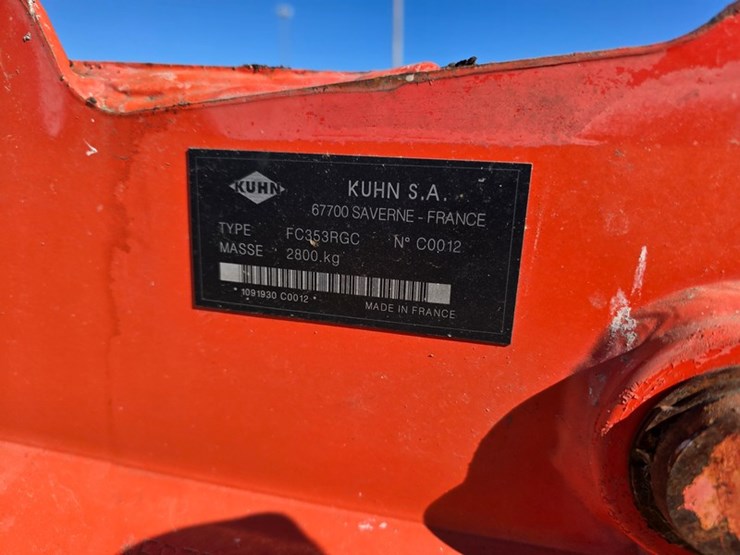 KUHN
KUHN S.A.
67700 SAVERNE - FRANCE
TYPE FC353RGC N° C0012
MASSE 2800.kg
1091930 C0012
MADE IN FRANCE